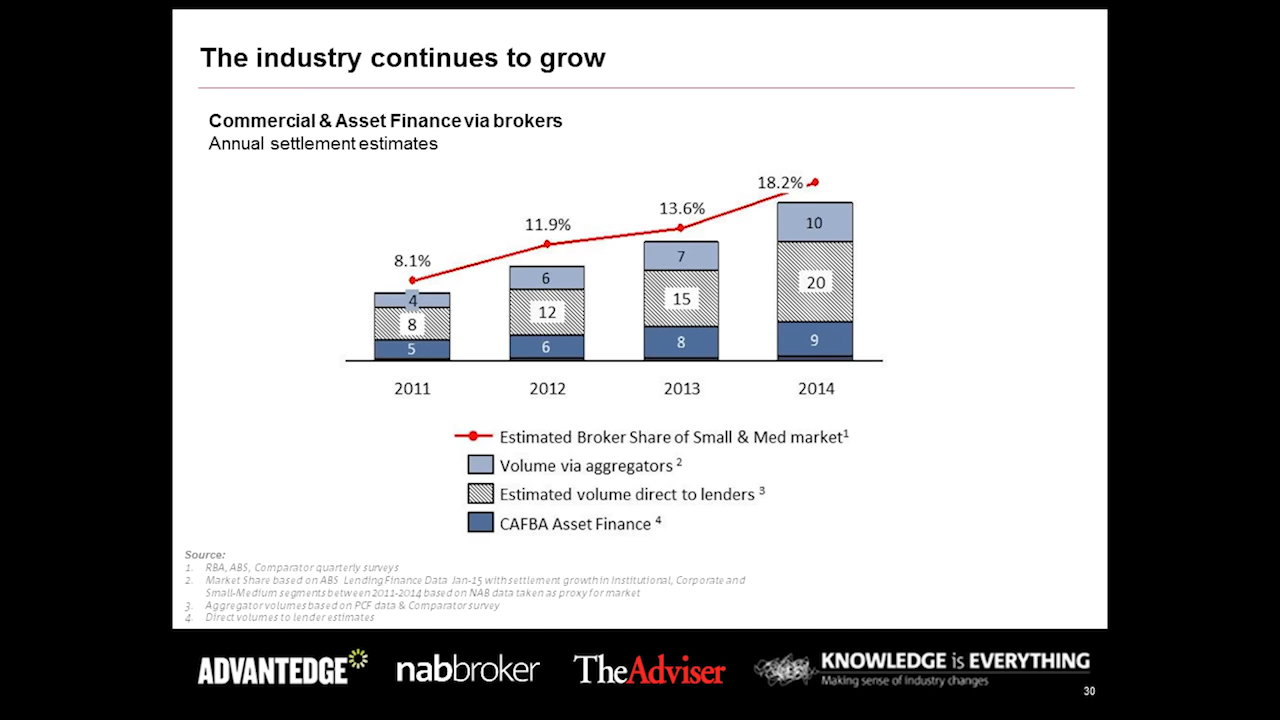 The industry continues to grow
Commercial & Asset Finance via brokers
Annual settlement estimates
18.2%
13.6%
11.9%
8.1%
4
8
5
6
12
6
7
15
8
10
20
9
2011 2012 2013 2014
Estimated Broker Share of Small & Med market¹
Volume via aggregators ²
Estimated volume direct to lenders ³
CAFBA Asset Finance ⁴
Source:
1. RBA, ABS, Comparator quarterly surveys
2. Market Share based on ABS Lending Finance Data Jan-15 with settlement growth in Institutional, Corporate and
Small-Medium segments between 2011-2014 based on NAB data taken as proxy for market
3. Aggregator volumes based on PCF data & Comparator survey
4. Direct volumes to lender estimates
ADVANTEDGE nabbroker TheAdviser KNOWLEDGE is EVERYTHING
Making sense of industry changes
30